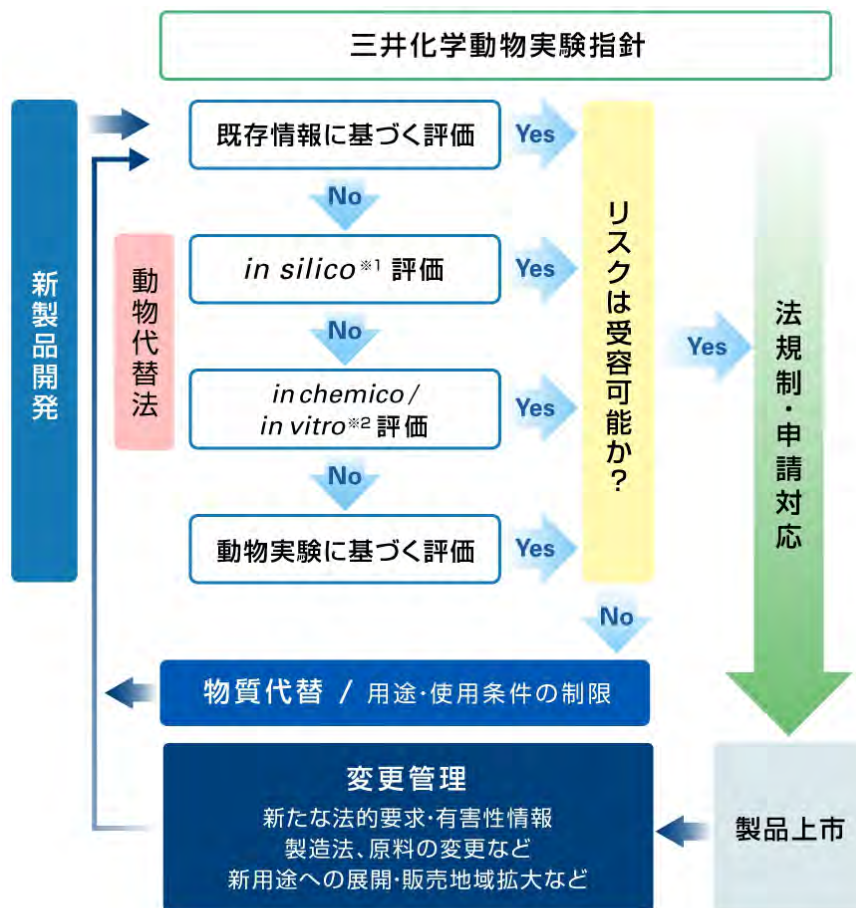 三井化学動物実験指針
新製品開発
既存情報に基づく評価
Yes
No
動物代替法
in silico※1 評価
Yes
No
in chemico /
in vitro※2 評価
Yes
No
動物実験に基づく評価
Yes
リスクは受容可能か?
Yes
No
法規制・申請対応
物質代替 / 用途・使用条件の制限
変更管理
新たな法的要求・有害性情報
製造法、原料の変更など
新用途への展開・販売地域拡大など
製品上市